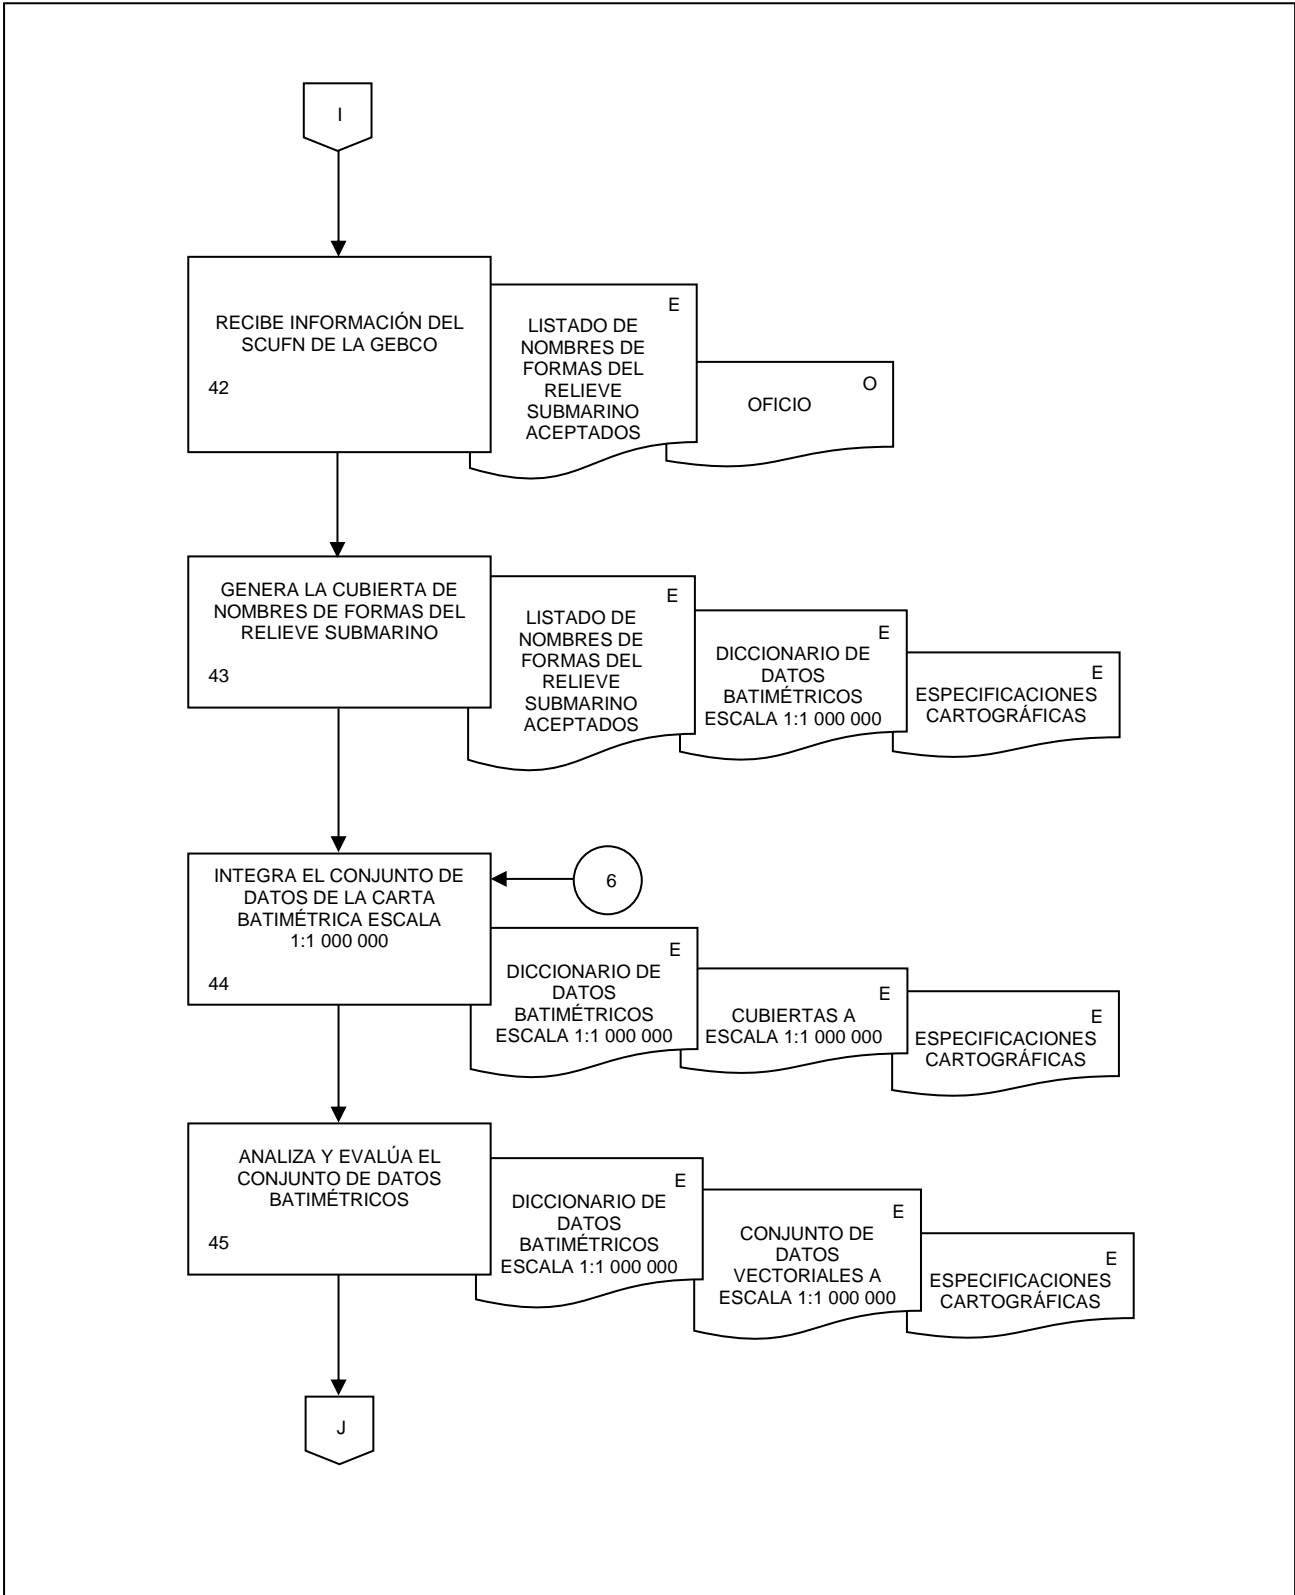 I
RECIBE INFORMACIÓN DEL
SCUFN DE LA GEBCO
42
E
LISTADO DE
NOMBRES DE
FORMAS DEL
RELIEVE
SUBMARINO
ACEPTADOS
O
OFICIO
GENERA LA CUBIERTA DE
NOMBRES DE FORMAS DEL
RELIEVE SUBMARINO
43
E
LISTADO DE
NOMBRES DE
FORMAS DEL
RELIEVE
SUBMARINO
ACEPTADOS
E
DICCIONARIO DE
DATOS
BATIMÉTRICOS
ESCALA 1:1 000 000
E
ESPECIFICACIONES
CARTOGRÁFICAS
INTEGRA EL CONJUNTO DE
DATOS DE LA CARTA
BATIMÉTRICA ESCALA
1:1 000 000
44
6
E
DICCIONARIO DE
DATOS
BATIMÉTRICOS
ESCALA 1:1 000 000
E
CUBIERTAS A
ESCALA 1:1 000 000
E
ESPECIFICACIONES
CARTOGRÁFICAS
ANALIZA Y EVALÚA EL
CONJUNTO DE DATOS
BATIMÉTRICOS
45
E
DICCIONARIO DE
DATOS
BATIMÉTRICOS
ESCALA 1:1 000 000
E
CONJUNTO DE
DATOS
VECTORIALES A
ESCALA 1:1 000 000
E
ESPECIFICACIONES
CARTOGRÁFICAS
J